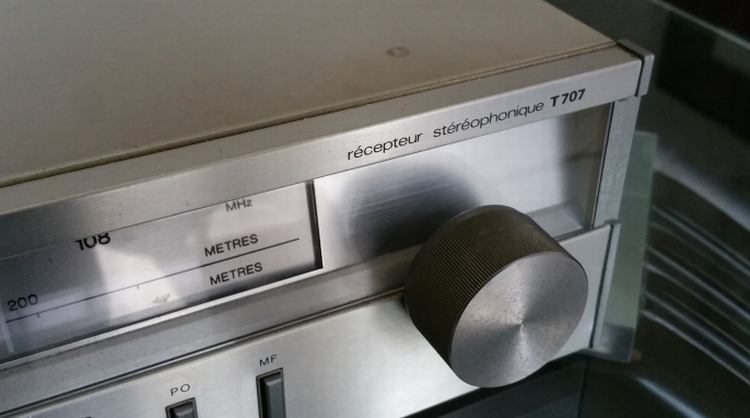 récepteur stéréophonique T707
MHz
108
METRES
METRES
200
MF
PO